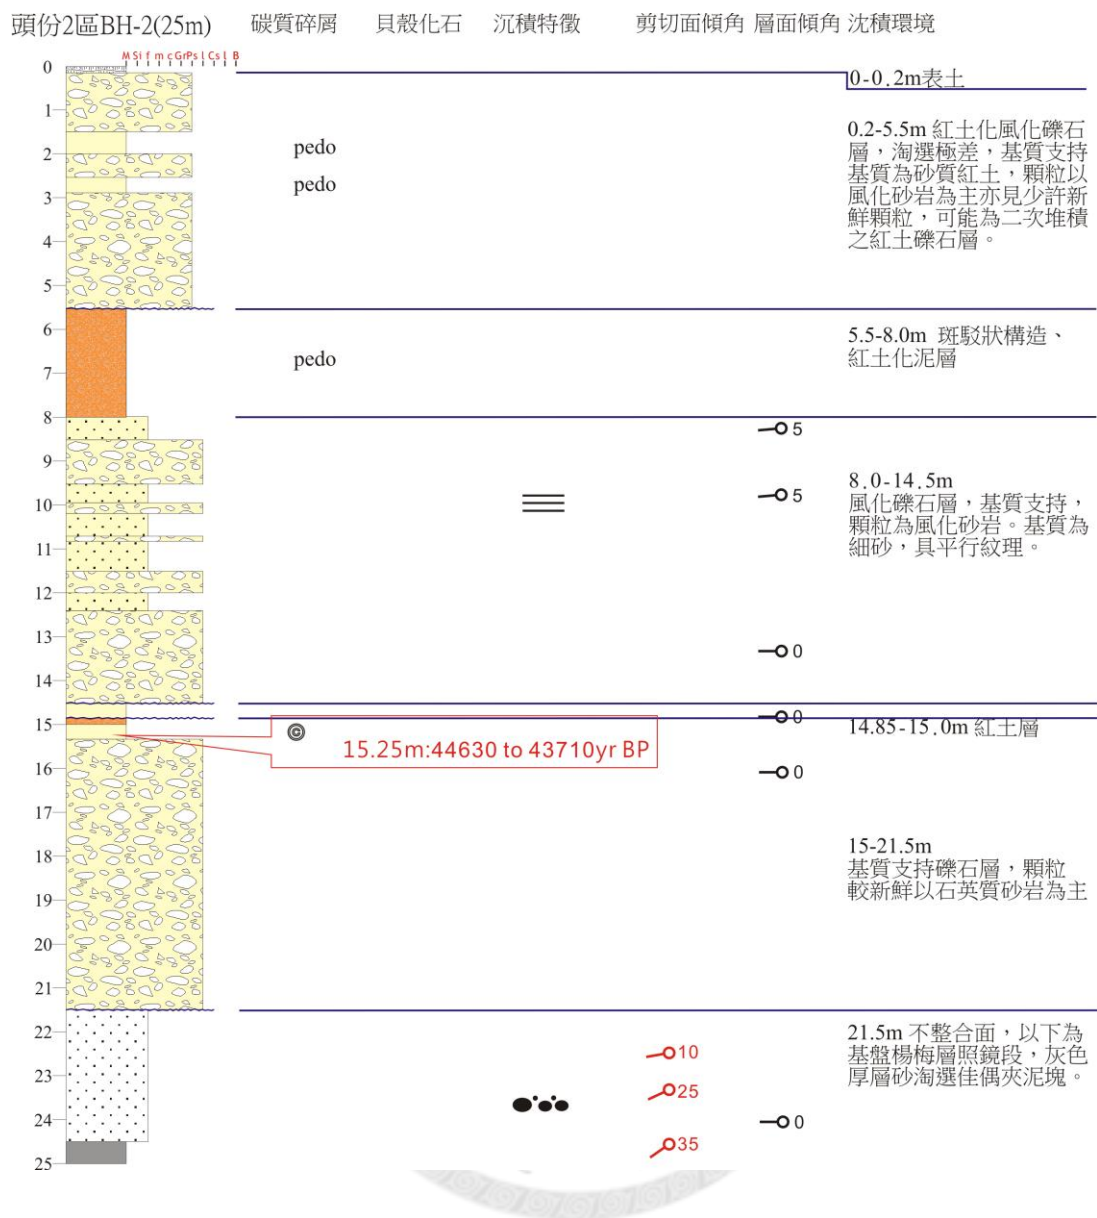 頭份2區BH-2(25m) 碳質碎屑 貝殼化石 沉積特徵 剪切面傾角 層面傾角 沈積環境
M Si f m c GrPs l Cs l B
0
0-0.2m表土
1
0.2-5.5m 紅土化風化礫石
層，淘選極差，基質支持
基質為砂質紅土，顆粒以
風化砂岩為主亦見少許新
鮮顆粒，可能為二次堆積
之紅土礫石層。
2
pedo
pedo
3
4
5
6
5.5-8.0m 斑駁狀構造、
紅土化泥層
pedo
7
8
5
9
8.0-14.5m
風化礫石層，基質支持，
顆粒為風化砂岩。基質為
細砂，具平行紋理。
5
10
11
12
13
0
14
0
15
14.85-15.0m 紅土層
©
15.25m:44630 to 43710yr BP
16
0
17
18
15-21.5m
基質支持礫石層，顆粒
較新鮮以石英質砂岩為主
19
20
21
22
21.5m 不整合面，以下為
基盤楊梅層照鏡段，灰色
厚層砂淘選佳偶夾泥塊。
10
23
25
24
0
35
25